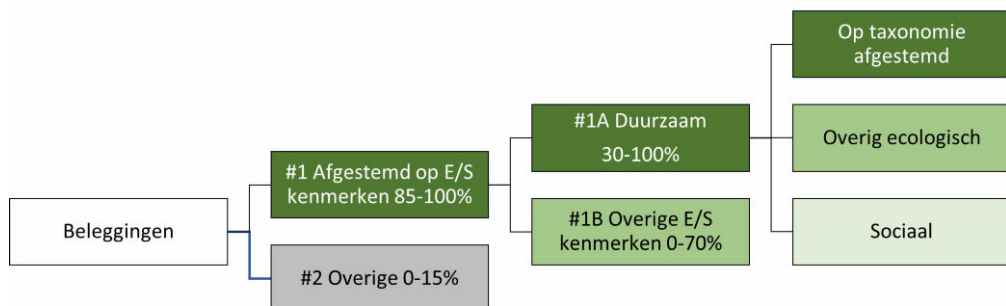 Beleggingen
#1 Afgestemd op E/S
kenmerken 85-100%
#2 Overige 0-15%
#1A Duurzaam
30-100%
#1B Overige E/S
kenmerken 0-70%
Op taxonomie
afgestemd
Overig ecologisch
Sociaal